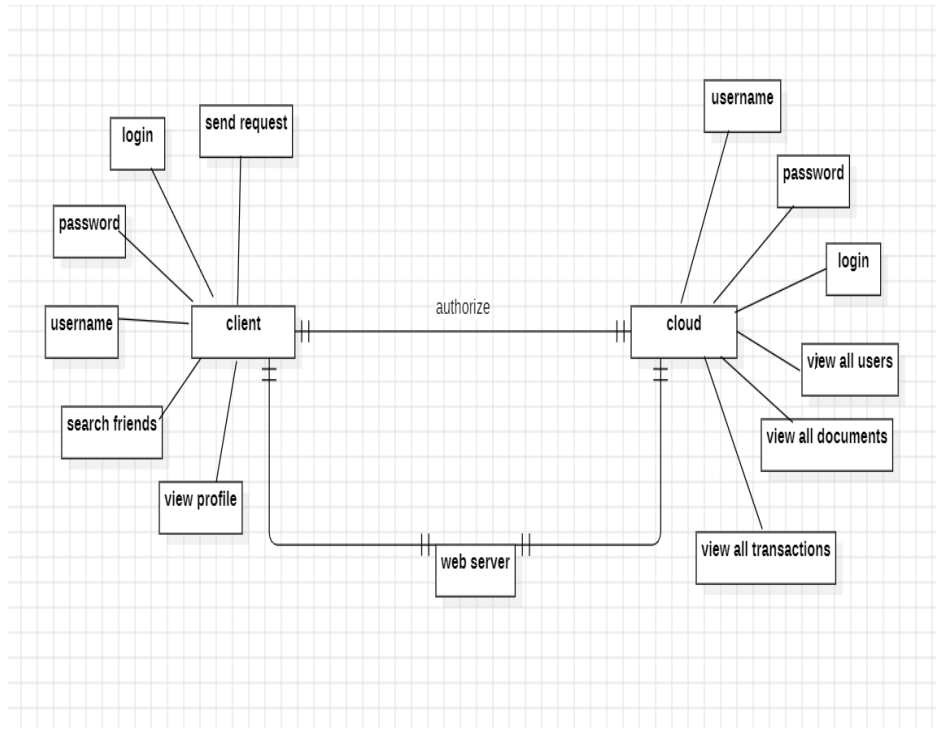 username
send request
login
password
password
login
authorize
username
client
cloud
view all users
search friends
view all documents
view profile
view all transactions
web server